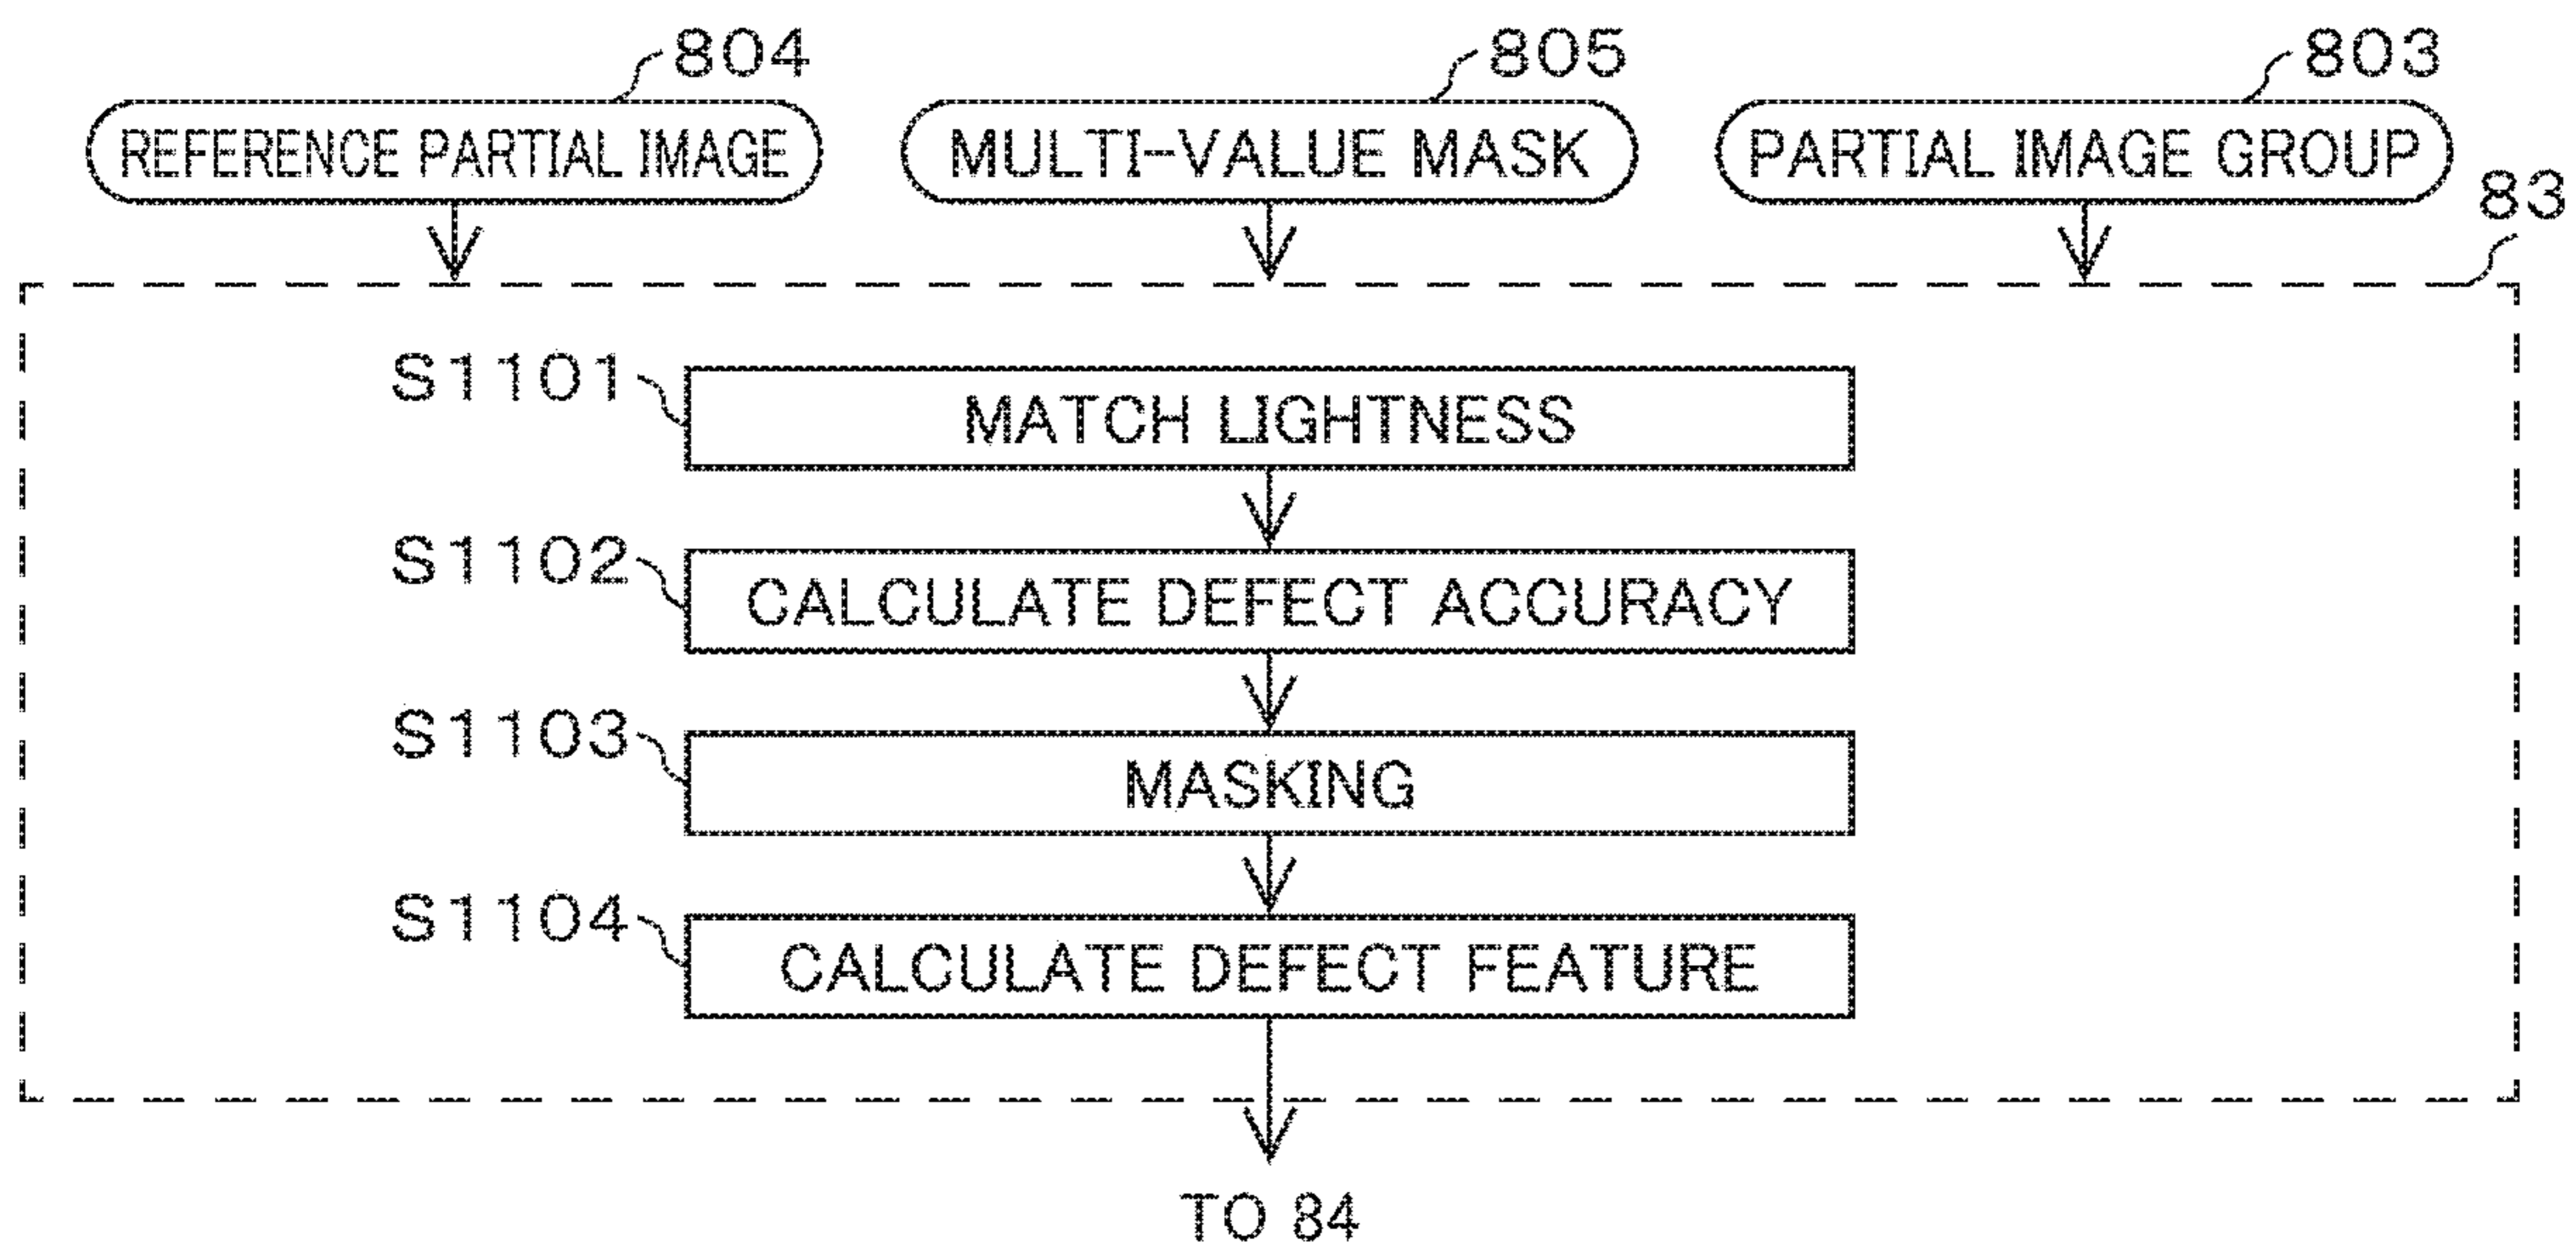 804
805
803
REFERENCE PARTIAL IMAGE
MULTI-VALUE MASK
PARTIAL IMAGE GROUP
83
S1101
MATCH LIGHTNESS
S1102
CALCULATE DEFECT ACCURACY
S1103
MASKING
S1104
CALCULATE DEFECT FEATURE
TO 84